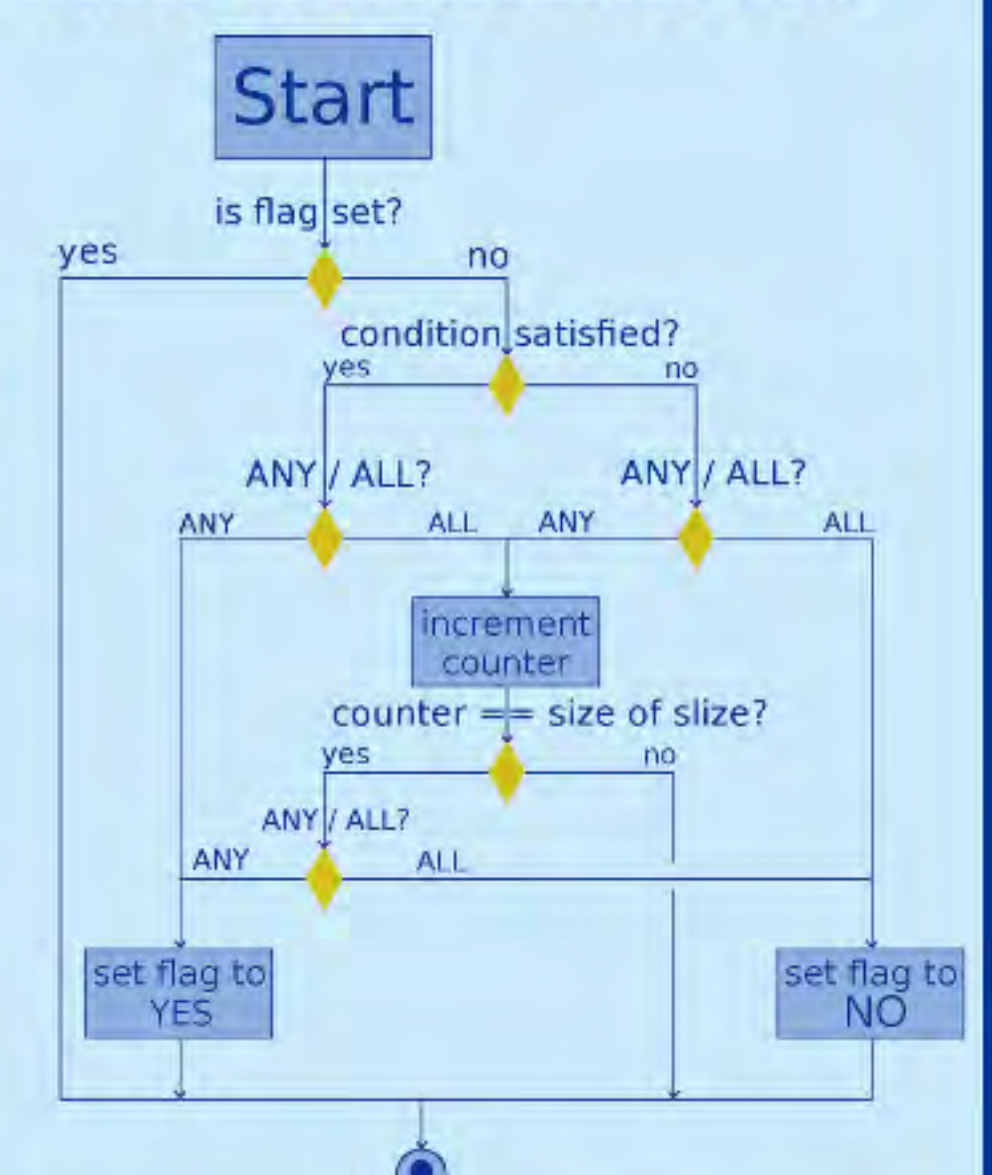 Start
is flag set?
yes
no
condition satisfied?
yes
no
ANY / ALL?
ANY / ALL?
ANY
ALL
ANY
ALL
increment
counter
counter == size of slize?
yes
no
ANY / ALL?
ANY
ALL
set flag to
YES
set flag to
NO